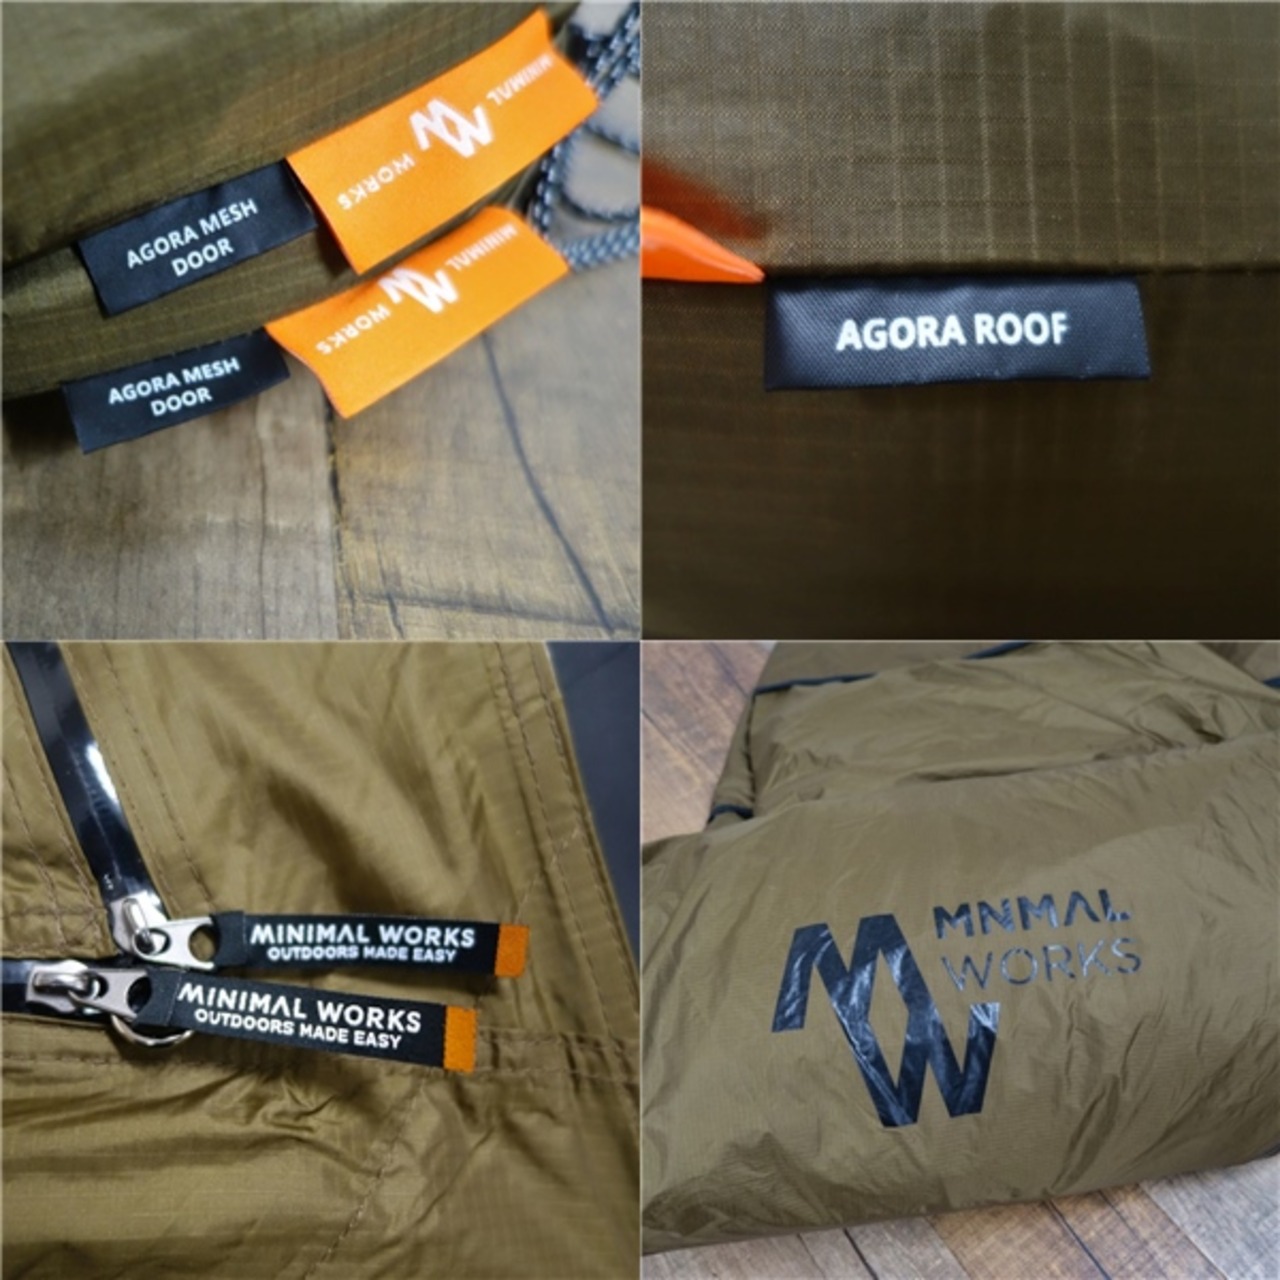 MINIMAL
WORKS
AGORA MESH
DOOR
MINIMAL
WORKS
AGORA MESH
DOOR
AGORA ROOF
MINIMAL WORKS
OUTDOORS MADE EASY
MINIMAL WORKS
OUTDOORS MADE EASY
MNMAL
WORKS